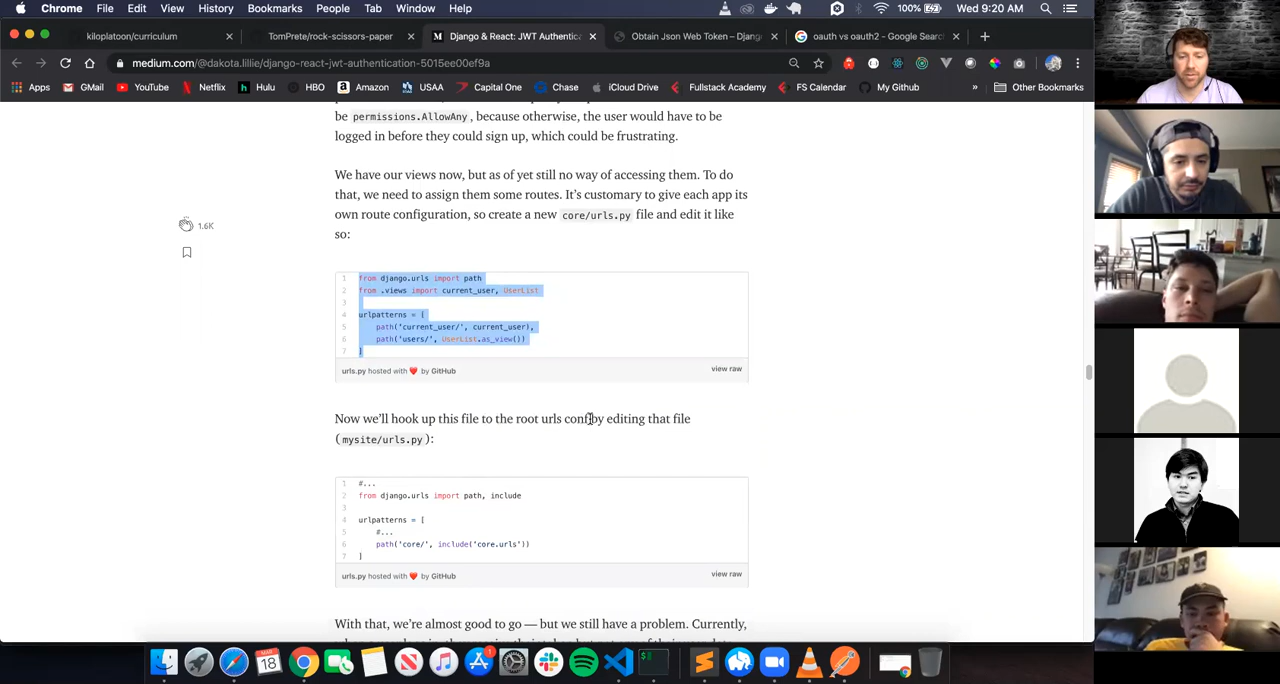 Chrome File Edit View History Bookmarks People Tab Window Help 100% Wed 9:20 AM
kiloplatoon/curriculum × TomPrete/rock-scissors-paper × Django & React: JWT Authentic × Obtain Json Web Token – Djang × oauth vs oauth2 - Google Searc × +
medium.com/@dakota.lillie/django-react-jwt-authentication-5015ee00ef9a
Apps GMail YouTube Netflix Hulu HBO Amazon USAA Capital One Chase iCloud Drive Fullstack Academy FS Calendar My Github » Other Bookmarks
be permissions.AllowAny, because otherwise, the user would have to be
logged in before they could sign up, which could be frustrating.
We have our views now, but as of yet still no way of accessing them. To do
that, we need to assign them some routes. It's customary to give each app its
own route configuration, so create a new core/urls.py file and edit it like
so:
1.6K
1 from django.urls import path
2 from .views import current_user, UserList
3
4 urlpatterns = [
5 path('current_user/', current_user),
6 path('users/', UserList.as_view())
7 ]
urls.py hosted with ❤ by GitHub view raw
Now we'll hook up this file to the root urls conf by editing that file
(mysite/urls.py):
1 #...
2 from django.urls import path, include
3
4 urlpatterns = [
5 #...
6 path('core/', include('core.urls'))
7 ]
urls.py hosted with ❤ by GitHub view raw
With that, we're almost good to go — but we still have a problem. Currently,
MAR
18
1